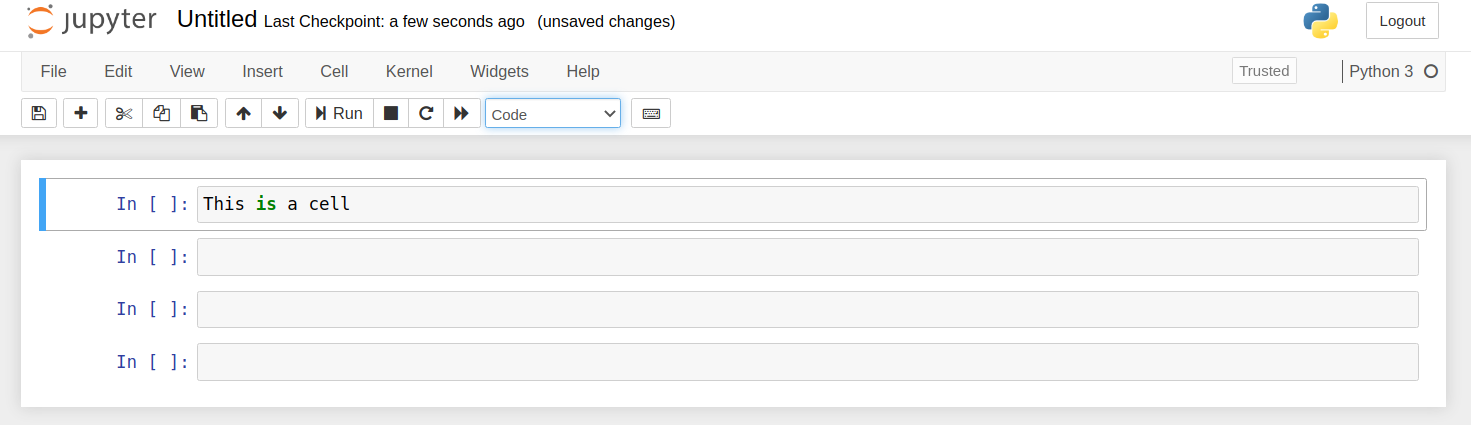 jupyter Untitled Last Checkpoint: a few seconds ago (unsaved changes) Logout
File Edit View Insert Cell Kernel Widgets Help Trusted Python 3
Run Code
In [ ]: This is a cell
In [ ]:
In [ ]:
In [ ]: